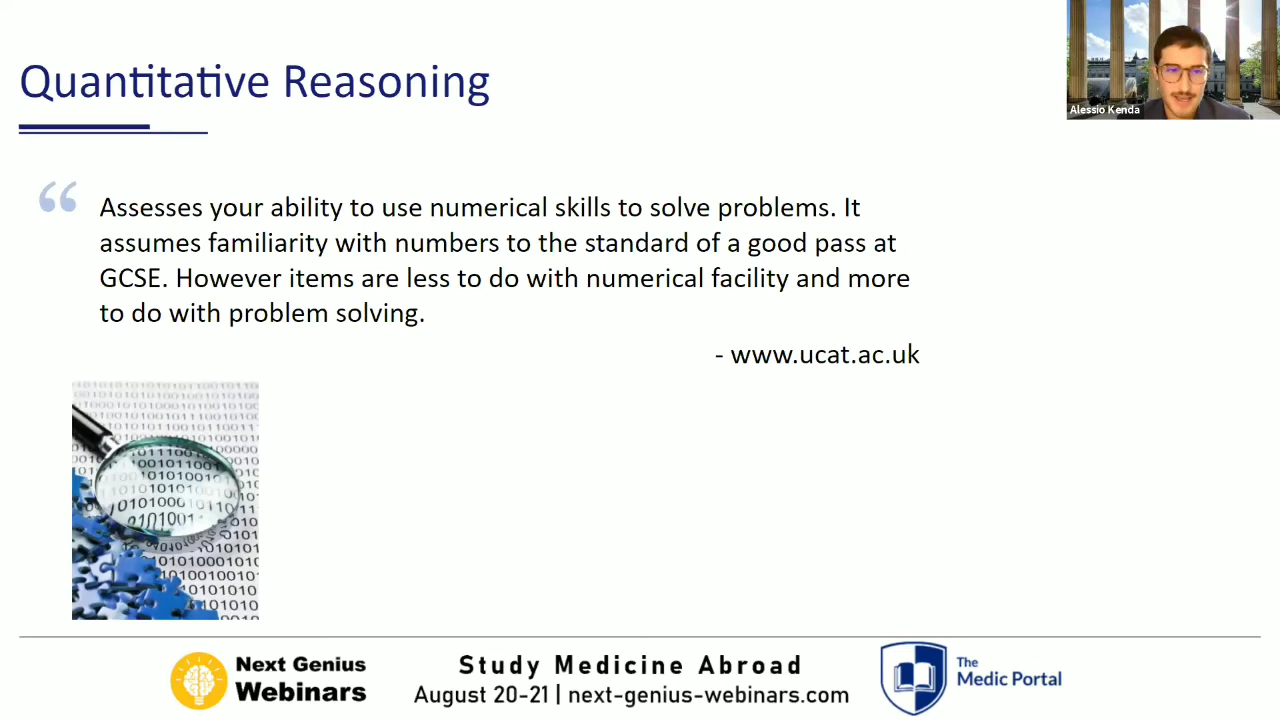 Quantitative Reasoning
Alessio Kenda
“ Assesses your ability to use numerical skills to solve problems. It
assumes familiarity with numbers to the standard of a good pass at
GCSE. However items are less to do with numerical facility and more
to do with problem solving.
- www.ucat.ac.uk
Next Genius
Webinars
Study Medicine Abroad
August 20-21 | next-genius-webinars.com
The
Medic Portal